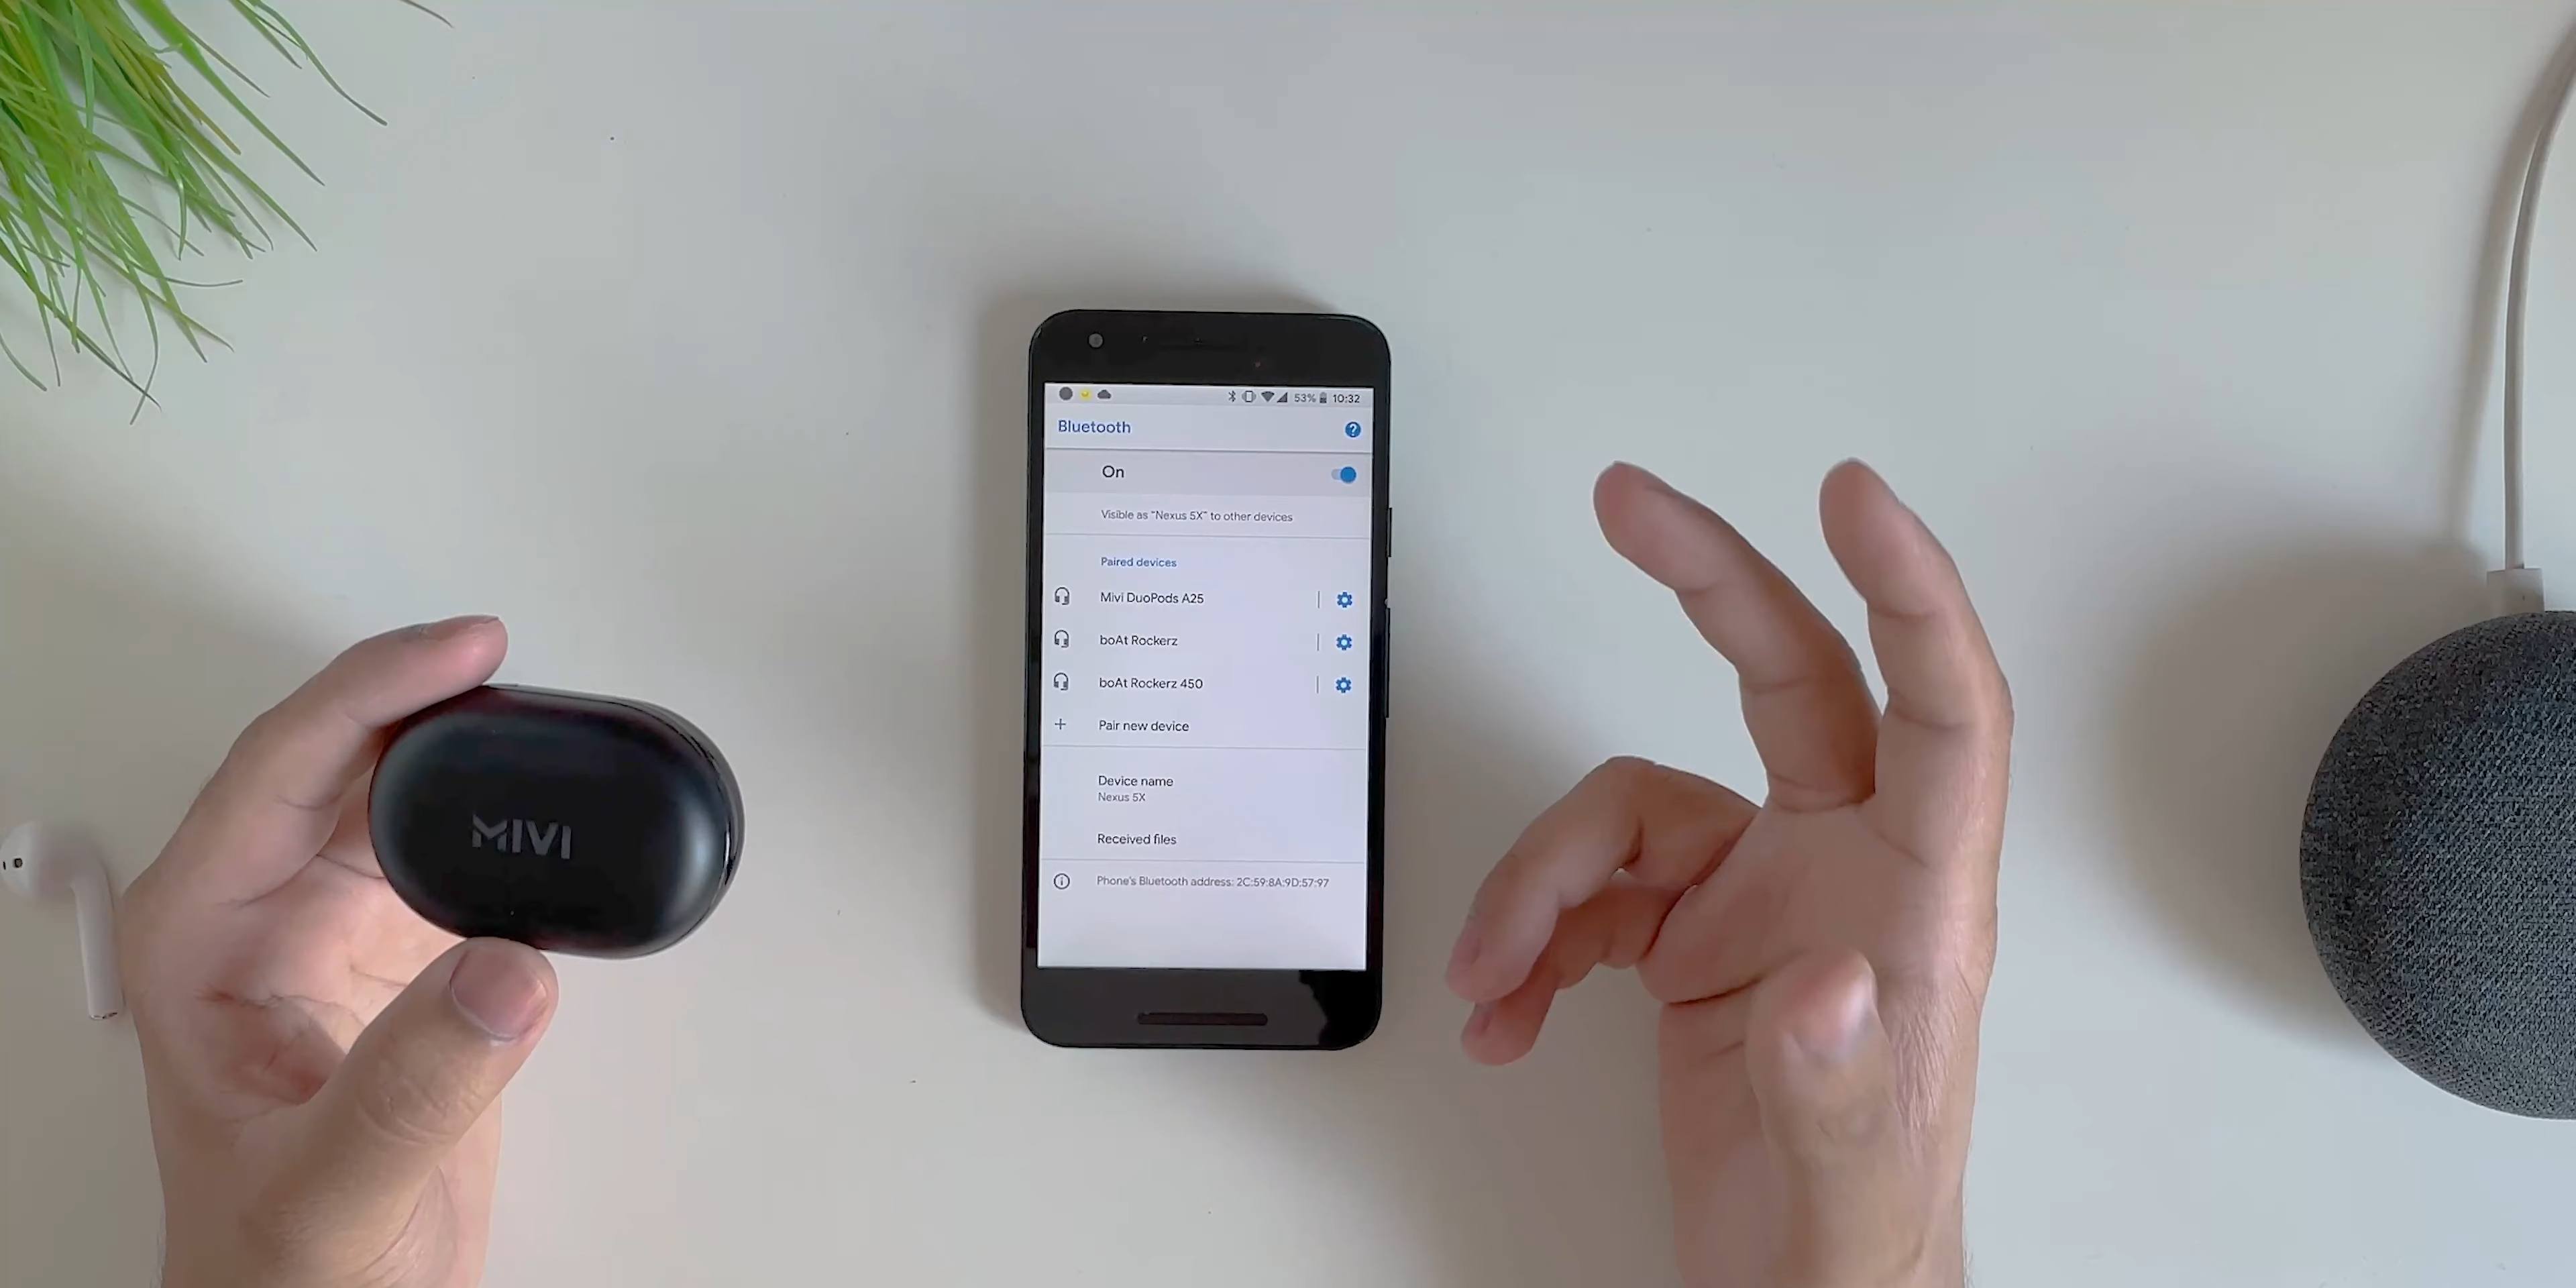 53% 10:32
Bluetooth
On
Visible as "Nexus 5X" to other devices
Paired devices
Mivi DuoPods A25
boAt Rockerz
boAt Rockerz 450
Pair new device
Device name
Nexus 5X
Received files
Phone's Bluetooth address: 2C:59:8A:9D:57:97
MIVI